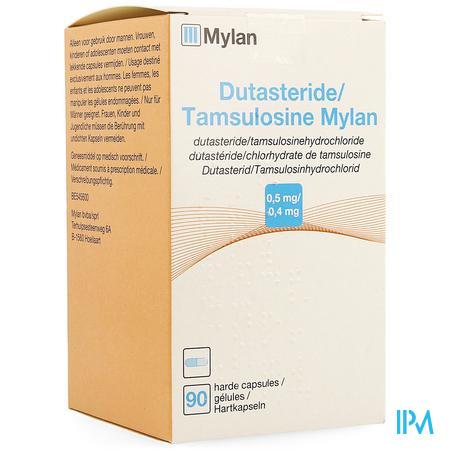 Mylan
Dutasteride/
Tamsulosine Mylan
dutasteride/tamsulosinehydrochloride
dutastéride/chlorhydrate de tamsulosine
Dutasterid/Tamsulosinhydrochlorid
0,5 mg/
0,4 mg
90
harde capsules /
gélules /
Hartkapseln
Alleen voor gebruik door mannen. Vrouwen,
kinderen of adolescenten moeten contact met
lekkende capsules vermijden. / Usage destiné
exclusivement aux hommes. Les femmes, les
enfants et les adolescents ne peuvent pas
manipuler les gélules endommagées. / Nur für
Männer geeignet. Frauen, Kinder und
Jugendliche müssen die Berührung mit
undichten Kapseln vermeiden.
Geneesmiddel op medisch voorschrift. /
Médicament soumis à prescription médicale. /
Verschreibungspflichtig.
BE545600
Mylan bvba/sprl
Terhulpsesteenweg 6A
B-1560 Hoeilaart
IPM